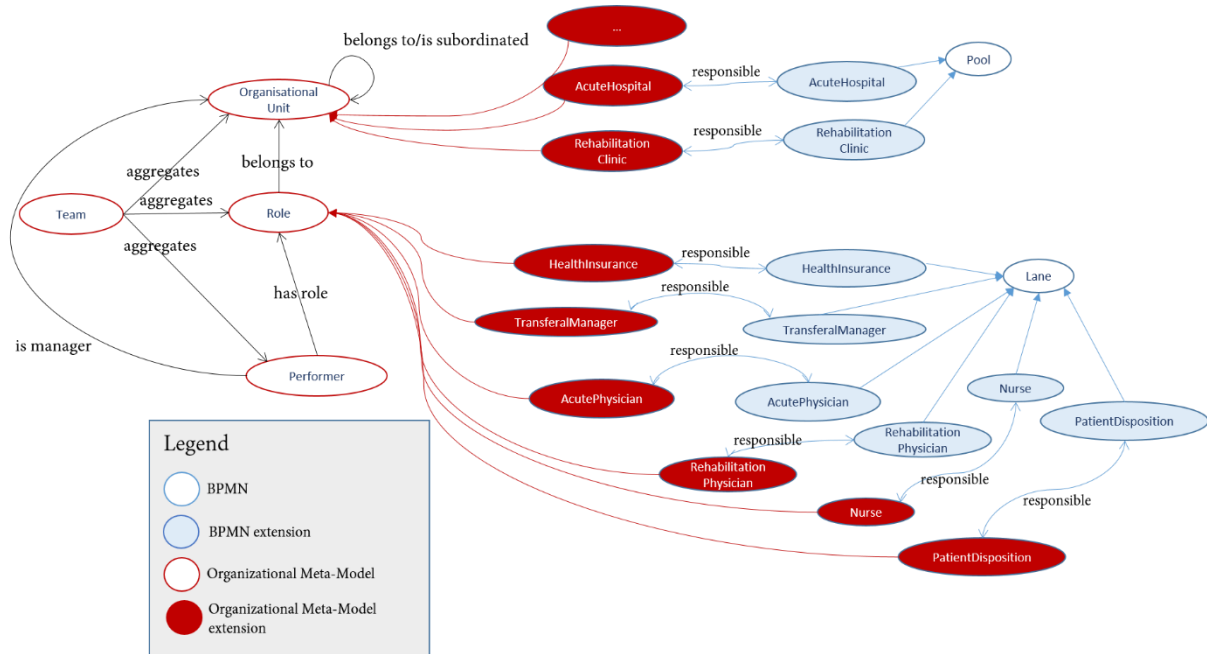 ...
belongs to/is subordinated
responsible
Pool
Organisational
Unit
AcuteHospital
AcuteHospital
responsible
Rehabilitation
Clinic
Rehabilitation
Clinic
belongs to
aggregates
aggregates
Team
Role
aggregates
HealthInsurance
responsible
HealthInsurance
Lane
has role
responsible
TransferalManager
TransferalManager
is manager
responsible
Performer
AcutePhysician
AcutePhysician
Nurse
PatientDisposition
responsible
Rehabilitation
Physician
Rehabilitation
Physician
responsible
Nurse
responsible
PatientDisposition
Legend
BPMN
BPMN extension
Organizational Meta-Model
Organizational Meta-Model
extension